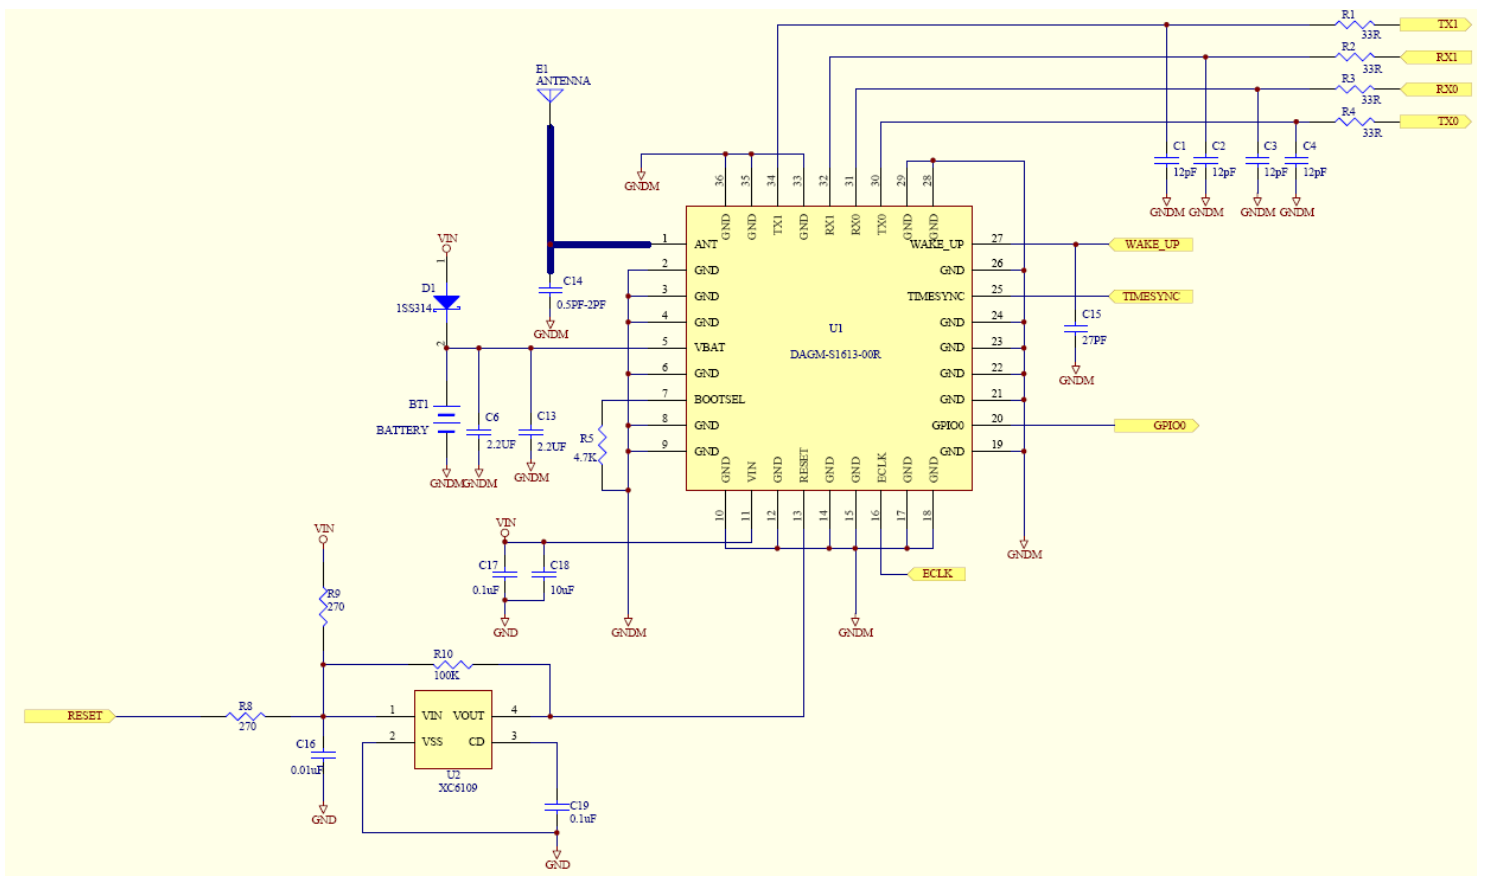 R1
TX1
33R
R2
RX1
33R
R3
RX0
33R
R4
TX0
33R
E1
ANTENNA
C1
12pF
C2
12pF
C3
12pF
C4
12pF
GNDM
GNDM
GNDM
GNDM
GNDM
36
35
34
33
32
31
30
29
28
GND
GND
TX1
GND
RX1
RX0
TX0
GND
GND
1
ANT
2
GND
3
GND
4
GND
5
VBAT
6
GND
7
BOOTSEL
8
GND
9
GND
U1
DAGM-S1613-00R
WAKE_UP
27
WAKE_UP
GND
26
TIMESYNC
25
TIMESYNC
GND
24
GND
23
GND
22
GND
21
GPIO0
20
GPIO0
GND
19
C15
27PF
GNDM
GND
VIN
GND
RESET
GND
GND
ECLK
GND
GND
10
11
12
13
14
15
16
17
18
ECLK
GNDM
GNDM
GNDM
C14
0.5PF-2PF
GNDM
VIN
1
D1
1SS314
2
BT1
BATTERY
C6
2.2UF
C13
2.2UF
GNDM
GNDM
GNDM
R5
4.7K
VIN
C17
0.1uF
C18
10uF
GND
VIN
R9
270
R10
100K
RESET
R8
270
1
VIN
VOUT
4
2
VSS
CD
3
U2
XC6109
C16
0.01uF
GND
C19
0.1uF
GND